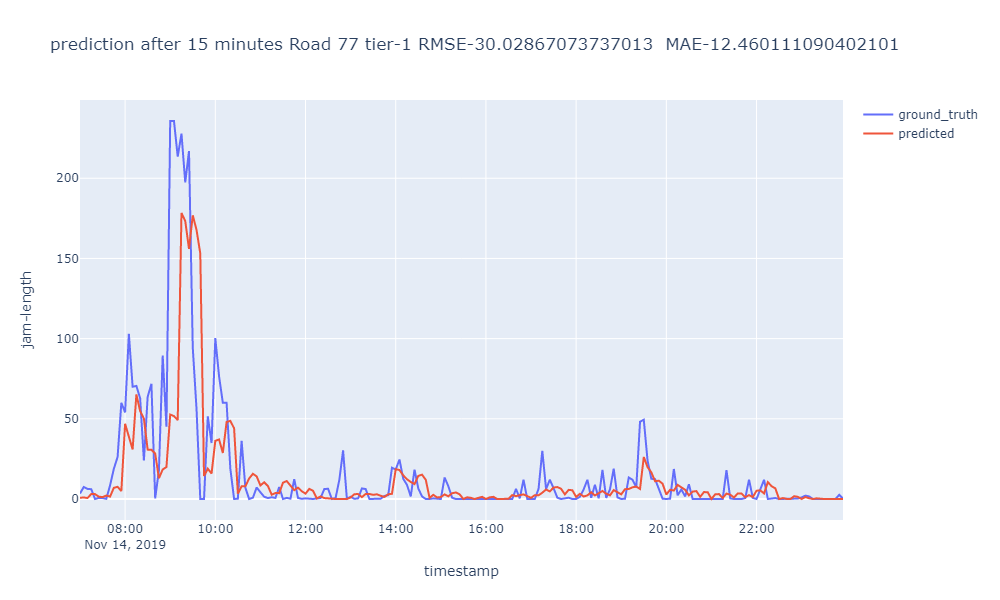 prediction after 15 minutes Road 77 tier-1 RMSE-30.02867073737013  MAE-12.460111090402101
ground_truth
predicted
200
150
100
50
0
jam-length
08:00 10:00 12:00 14:00 16:00 18:00 20:00 22:00
Nov 14, 2019
timestamp